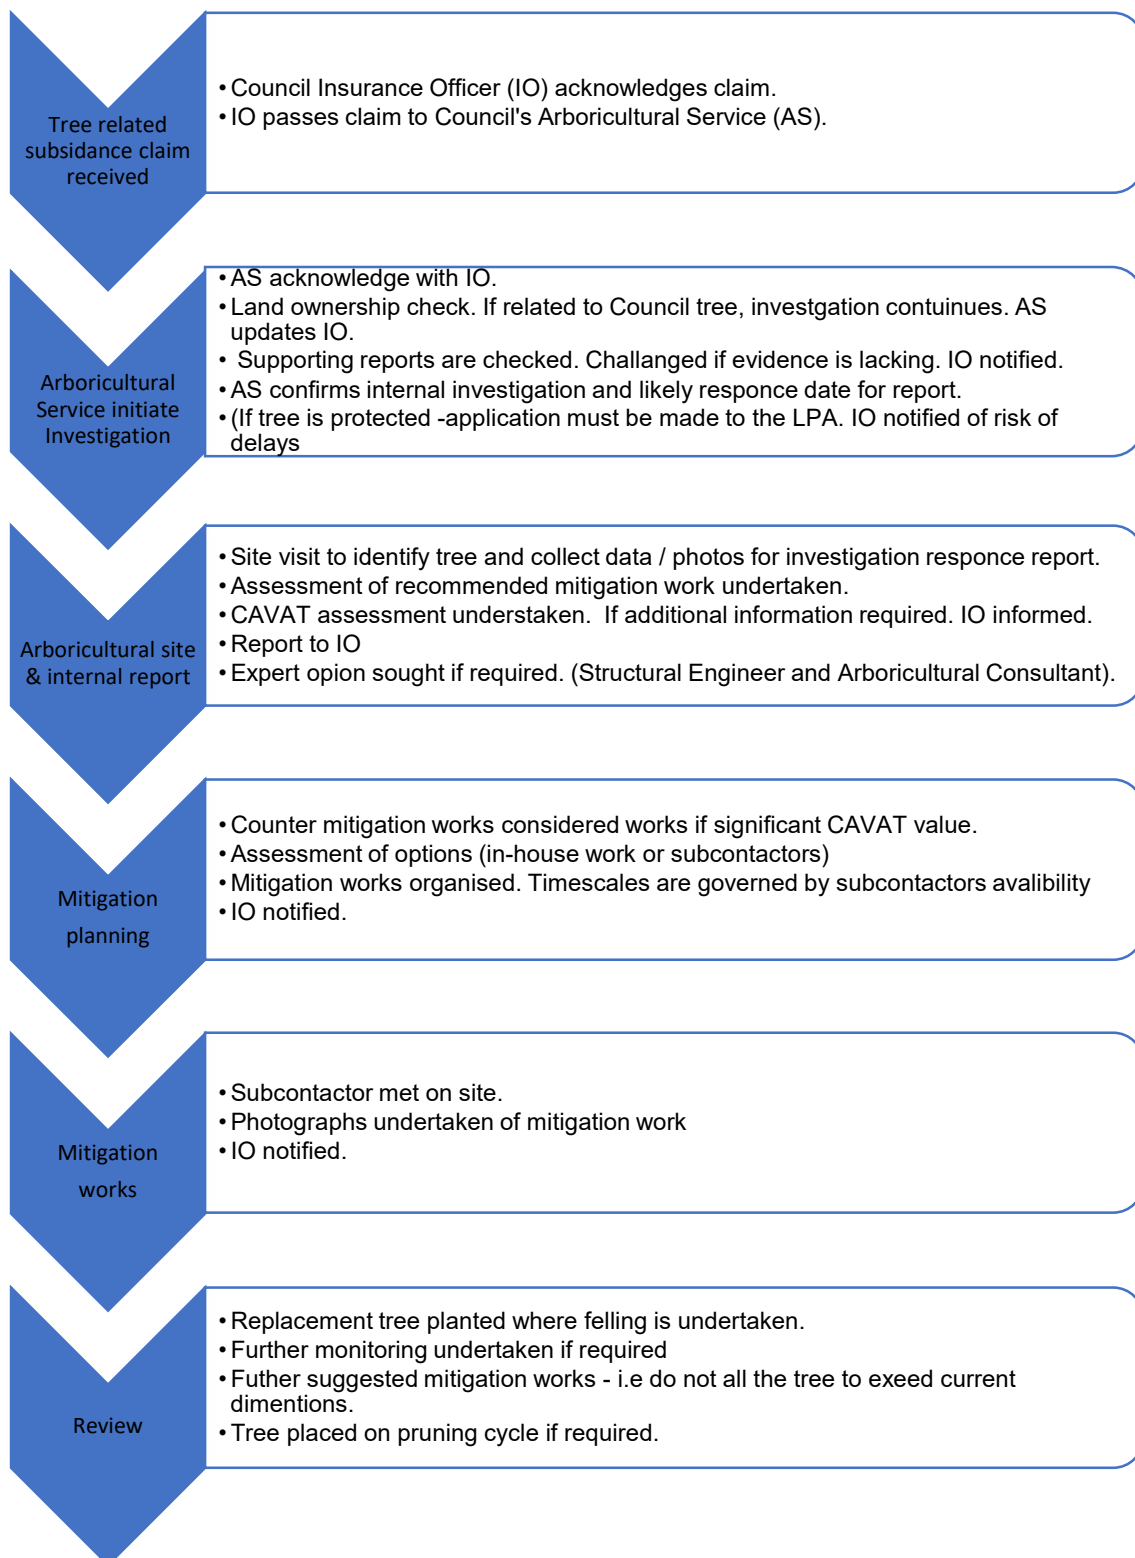 Tree related
subsidance claim
received
• Council Insurance Officer (IO) acknowledges claim.
• IO passes claim to Council's Arboricultural Service (AS).
Arboricultural
Service initiate
Investigation
• AS acknowledge with IO.
• Land ownership check. If related to Council tree, investgation contuinues. AS
updates IO.
• Supporting reports are checked. Challanged if evidence is lacking. IO notified.
• AS confirms internal investigation and likely responce date for report.
• (If tree is protected -application must be made to the LPA. IO notified of risk of
delays
Arboricultural site
& internal report
• Site visit to identify tree and collect data / photos for investigation responce report.
• Assessment of recommended mitigation work undertaken.
• CAVAT assessment understaken. If additional information required. IO informed.
• Report to IO
• Expert opion sought if required. (Structural Engineer and Arboricultural Consultant).
Mitigation
planning
• Counter mitigation works considered works if significant CAVAT value.
• Assessment of options (in-house work or subcontactors)
• Mitigation works organised. Timescales are governed by subcontactors avalibility
• IO notified.
Mitigation
works
• Subcontactor met on site.
• Photographs undertaken of mitigation work
• IO notified.
Review
• Replacement tree planted where felling is undertaken.
• Further monitoring undertaken if required
• Futher suggested mitigation works - i.e do not all the tree to exeed current
dimentions.
• Tree placed on pruning cycle if required.